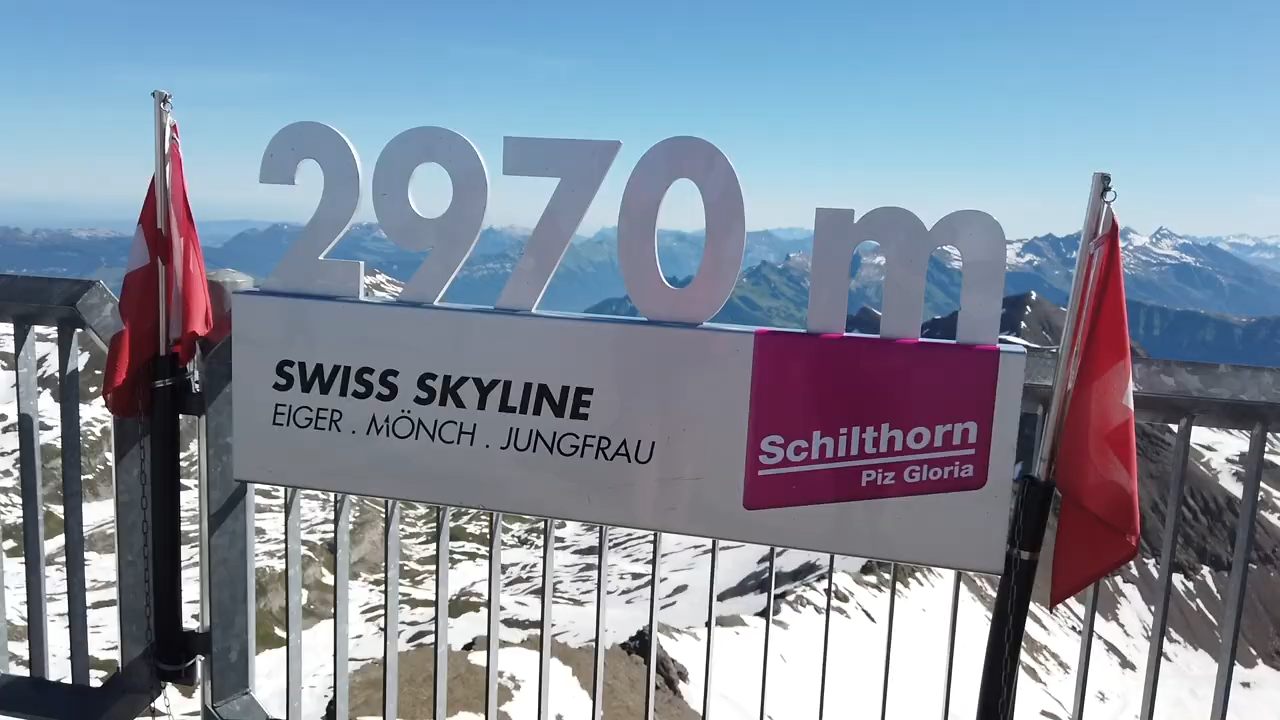 2970 m
SWISS SKYLINE
EIGER . MÖNCH . JUNGFRAU
Schilthorn
Piz Gloria